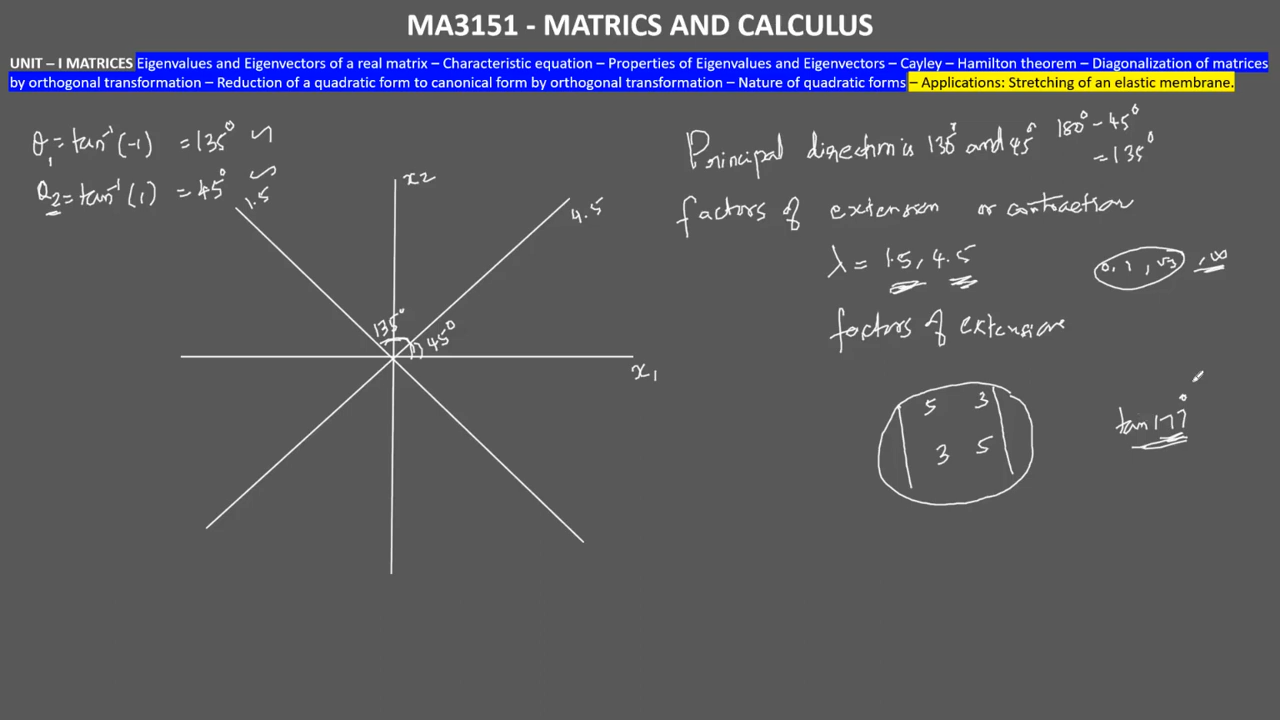 MA3151 - MATRICS AND CALCULUS
UNIT – I MATRICES Eigenvalues and Eigenvectors of a real matrix – Characteristic equation – Properties of Eigenvalues and Eigenvectors – Cayley – Hamilton theorem – Diagonalization of matrices
by orthogonal transformation – Reduction of a quadratic form to canonical form by orthogonal transformation – Nature of quadratic forms – Applications: Stretching of an elastic membrane.
θ₁ = tan⁻¹(-1) = 135°
θ₂ = tan⁻¹(1) = 45°
1.5
x2
4.5
135°
45°
x1
Principal direction is 135° and 45°
180° - 45°
= 135°
factors of extension or contraction
λ = 1.5, 4.5
0, 1, √3, ∞
factors of extension
5 3
3 5
tan 177°